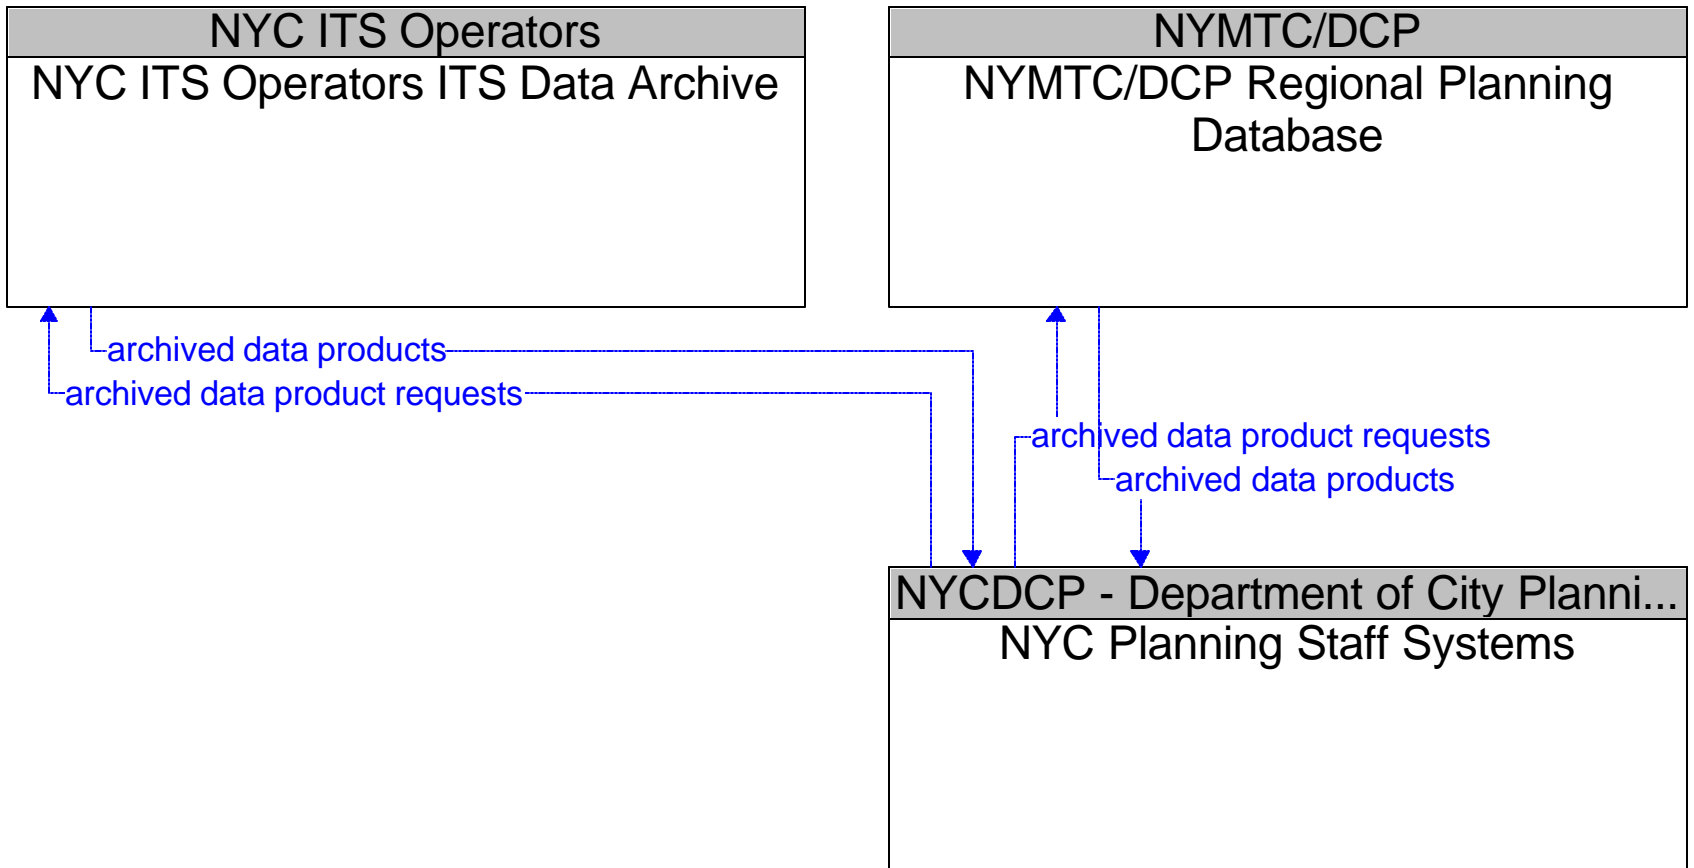 NYC ITS Operators
NYC ITS Operators ITS Data Archive
NYMTC/DCP
NYMTC/DCP Regional Planning
Database
archived data products
archived data product requests
archived data product requests
archived data products
NYCDCP - Department of City Planni...
NYC Planning Staff Systems